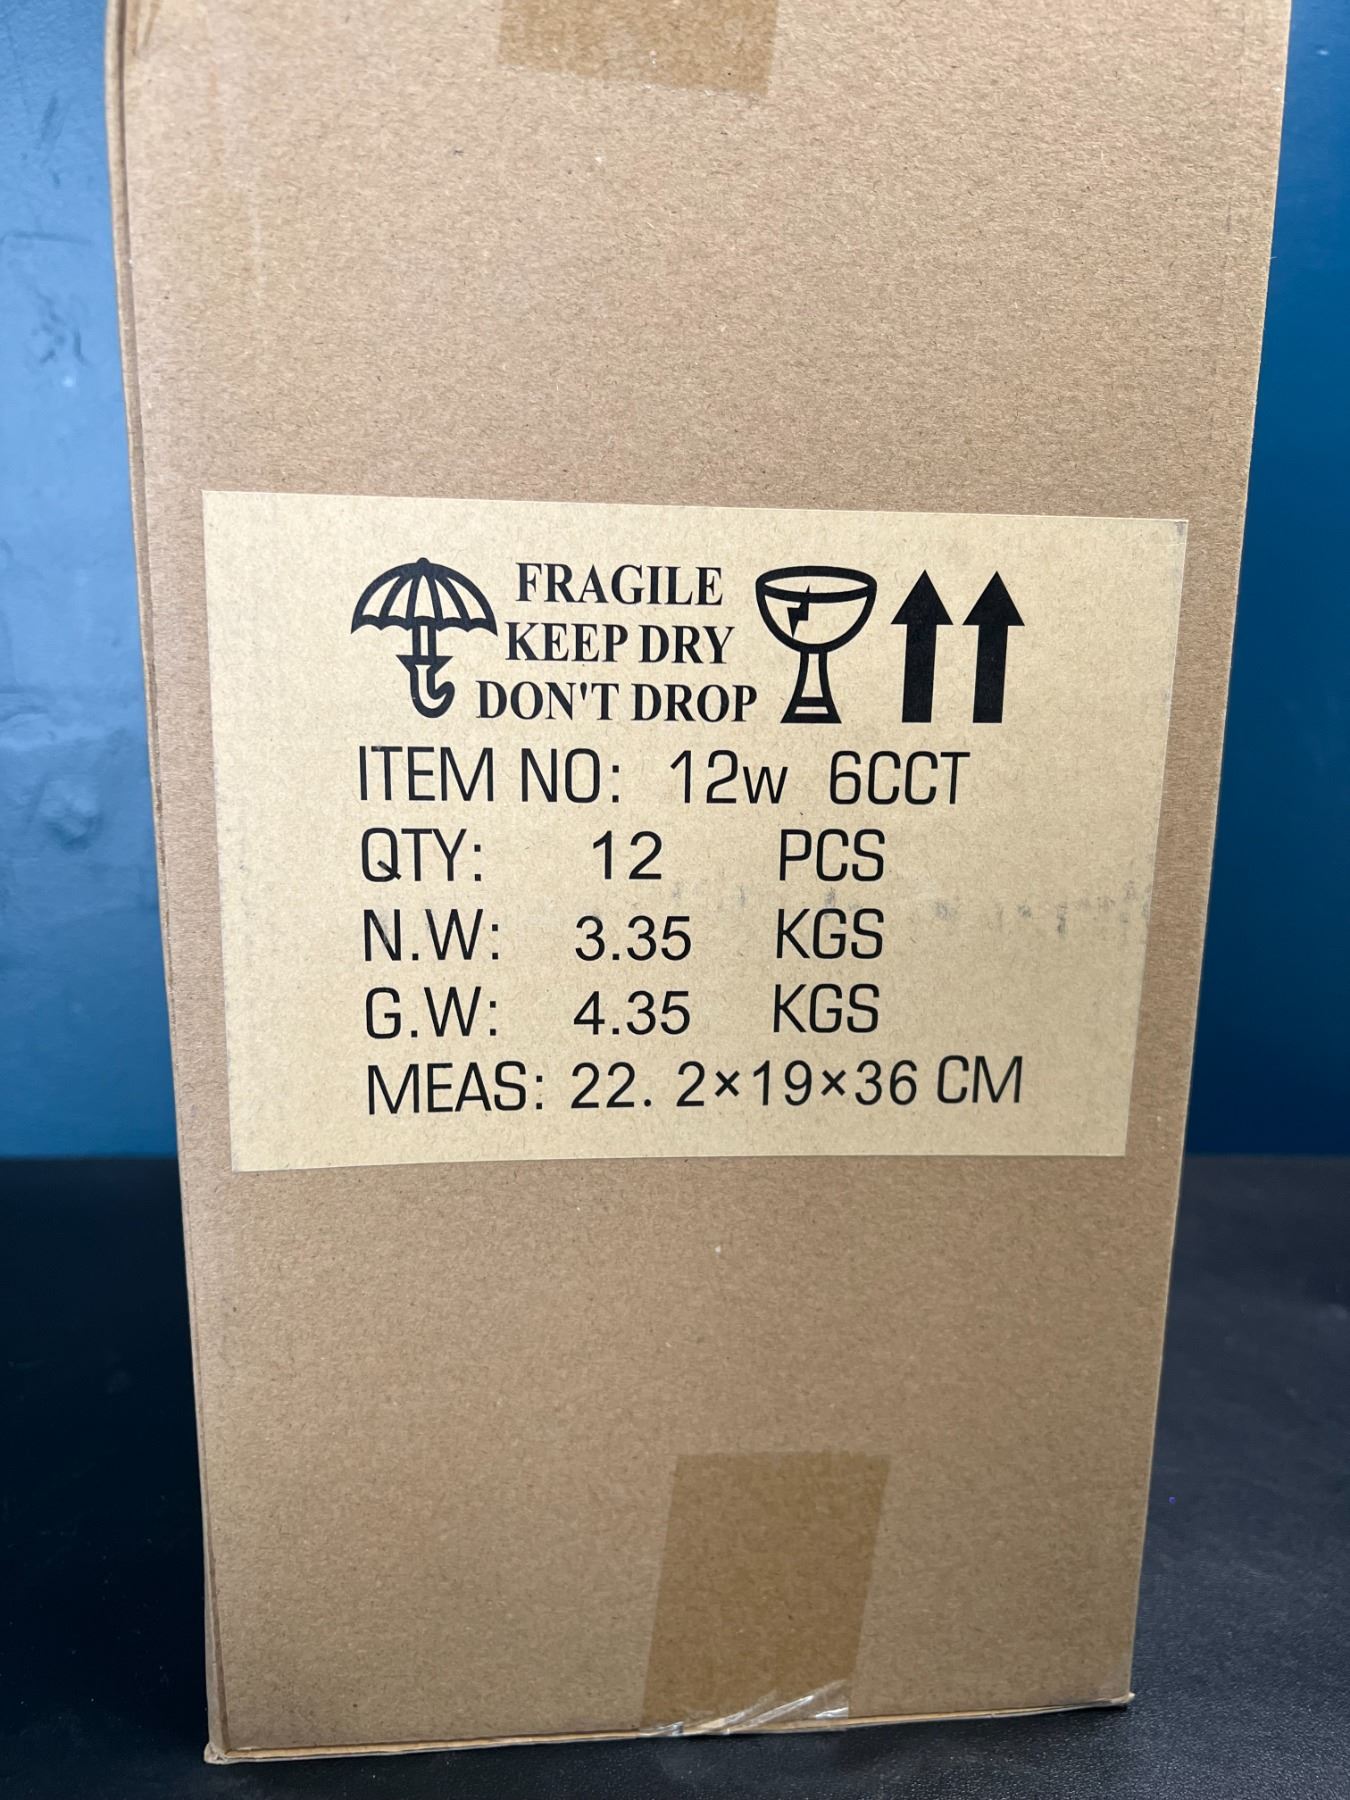 FRAGILE
KEEP DRY
DON'T DROP
ITEM NO: 12w 6CCT
QTY: 12 PCS
N.W: 3.35 KGS
G.W: 4.35 KGS
MEAS: 22. 2×19×36 CM